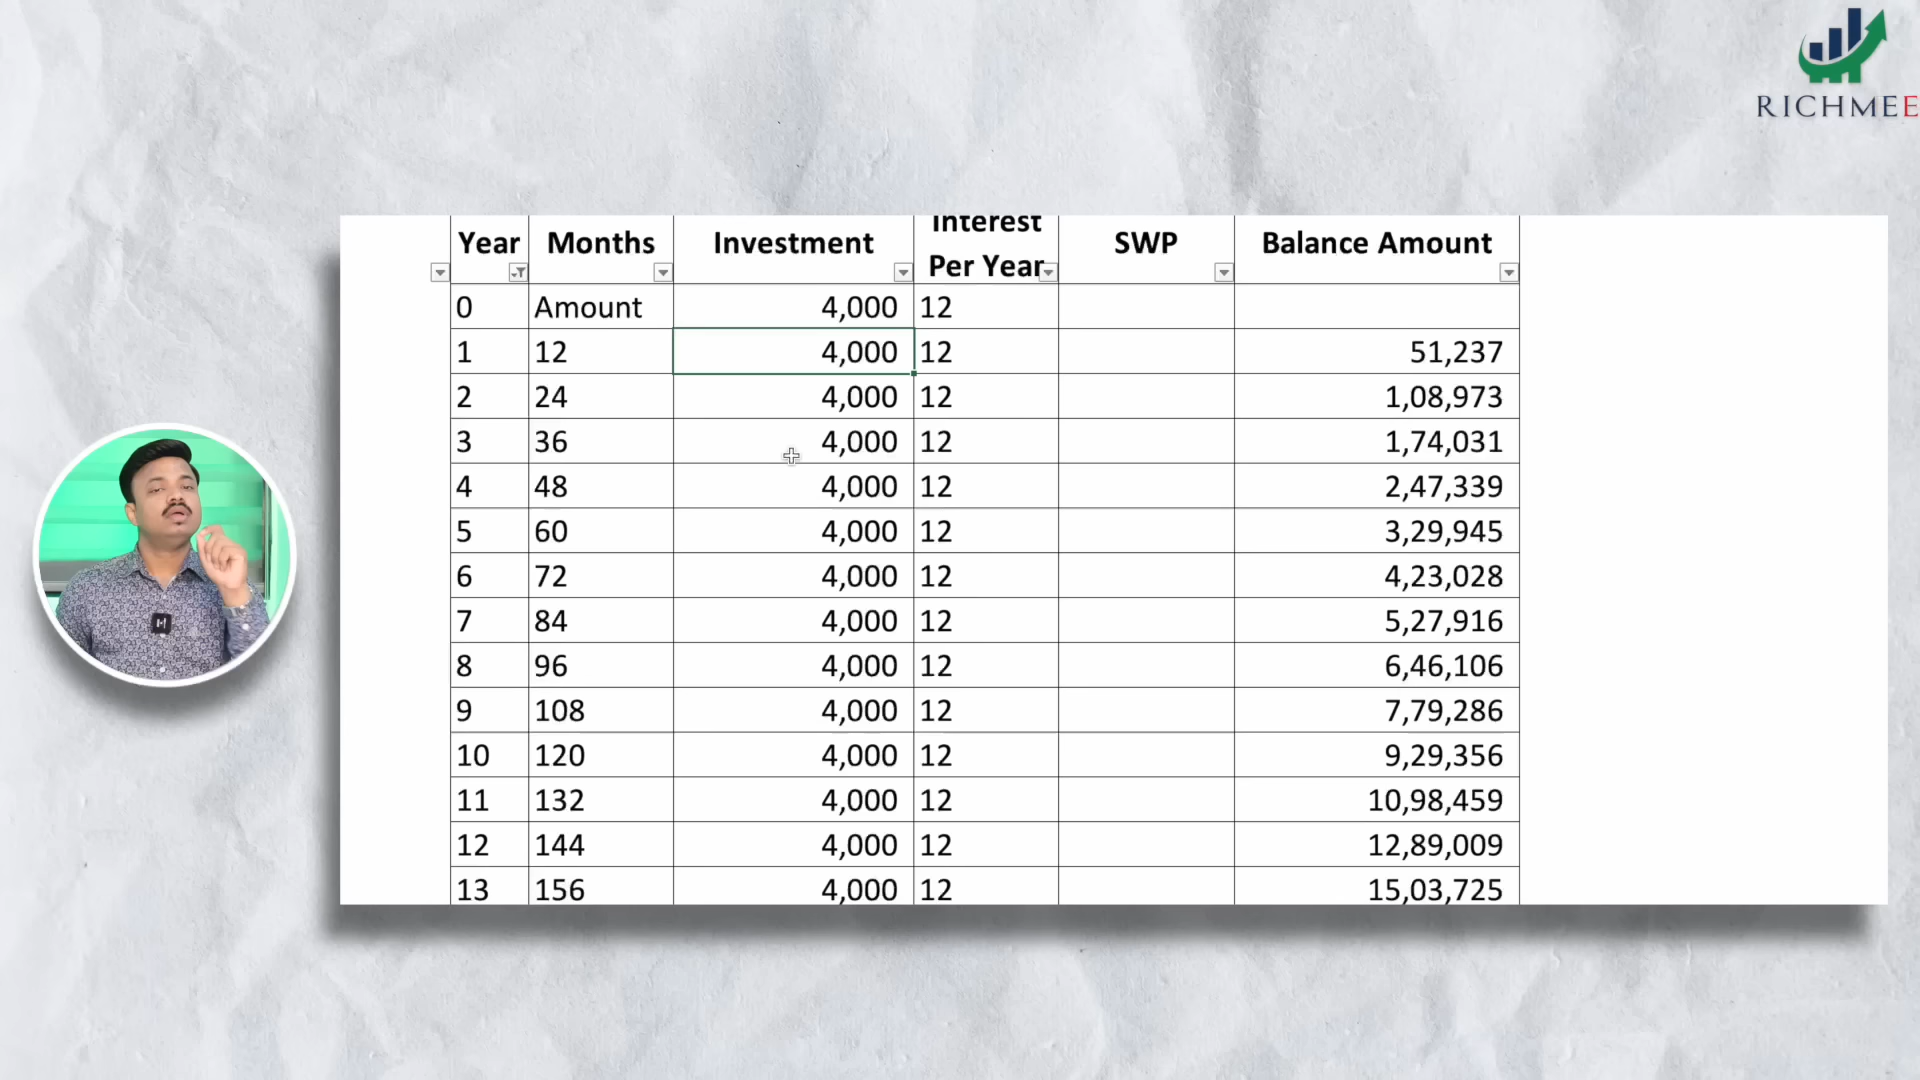 RICHMEE
Year Months Investment Interest Per Year SWP Balance Amount
0 Amount 4,000 12
1 12 4,000 12 51,237
2 24 4,000 12 1,08,973
3 36 4,000 12 1,74,031
4 48 4,000 12 2,47,339
5 60 4,000 12 3,29,945
6 72 4,000 12 4,23,028
7 84 4,000 12 5,27,916
8 96 4,000 12 6,46,106
9 108 4,000 12 7,79,286
10 120 4,000 12 9,29,356
11 132 4,000 12 10,98,459
12 144 4,000 12 12,89,009
13 156 4,000 12 15,03,725